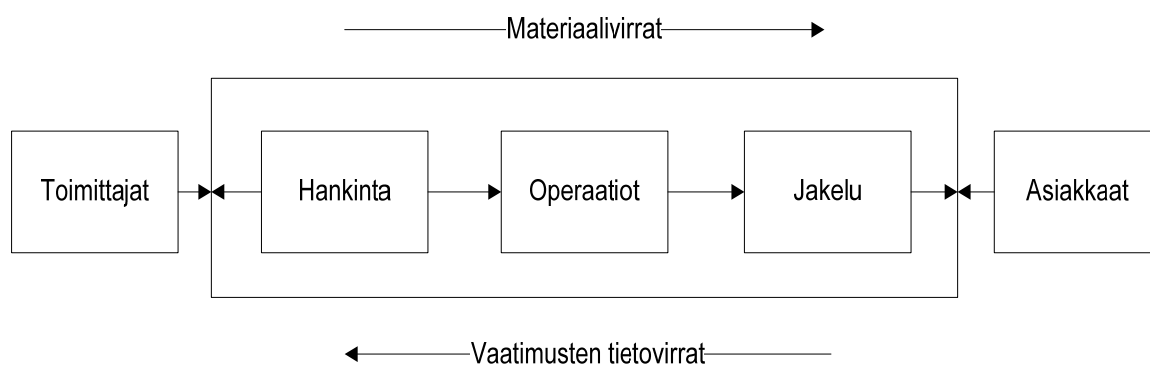 Materiaalivirrat
Toimittajat
Hankinta
Operaatiot
Jakelu
Asiakkaat
Vaatimusten tietovirrat